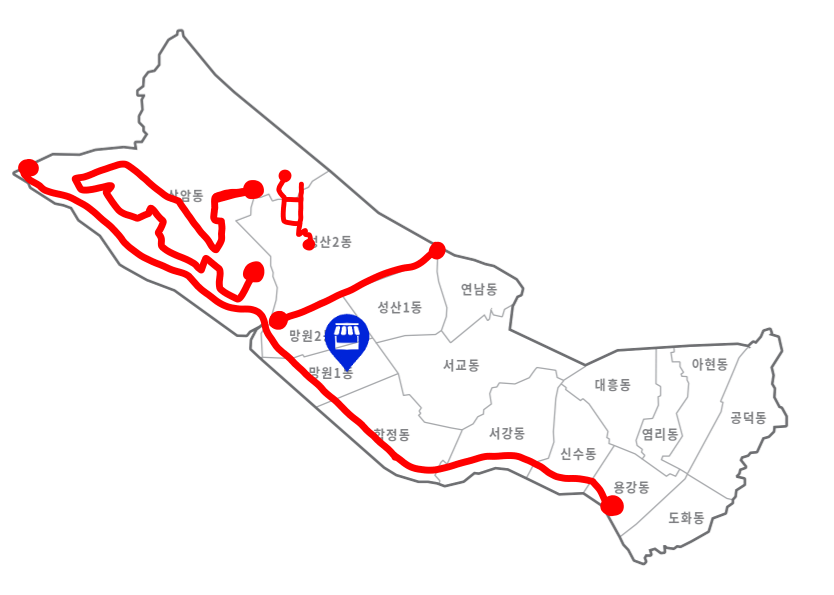 상암동
성산2동
연남동
성산1동
망원2동
망원1동
서교동
아현동
대흥동
공덕동
합정동
서강동
염리동
신수동
용강동
도화동